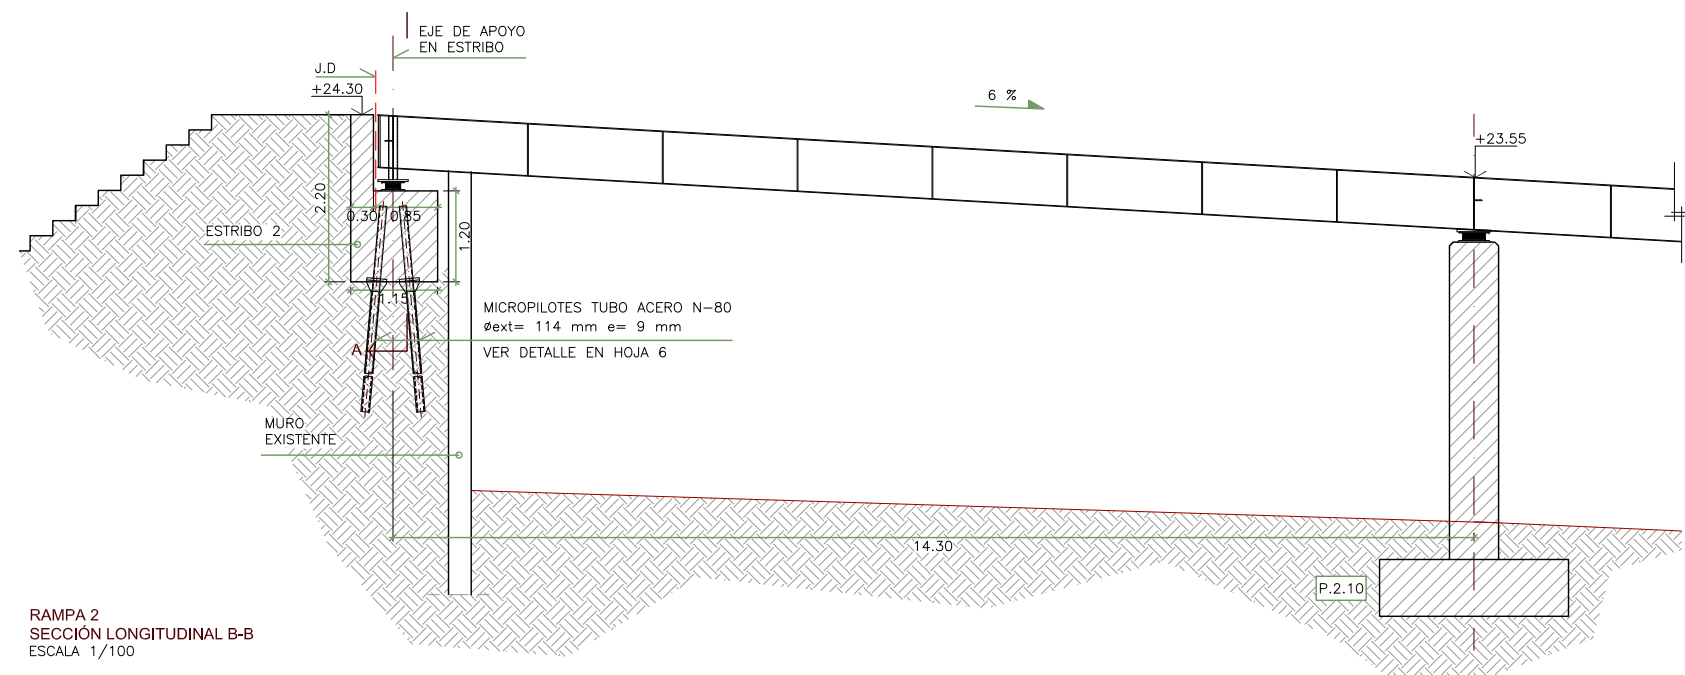 EJE DE APOYO
EN ESTRIBO
J.D
+24.30
6 %
+23.55
2.20
0.30
0.85
1.20
ESTRIBO 2
1.15
MICROPILOTES TUBO ACERO N-80
øext= 114 mm e= 9 mm
VER DETALLE EN HOJA 6
A
MURO
EXISTENTE
14.30
P.2.10
RAMPA 2
SECCIÓN LONGITUDINAL B-B
ESCALA 1/100